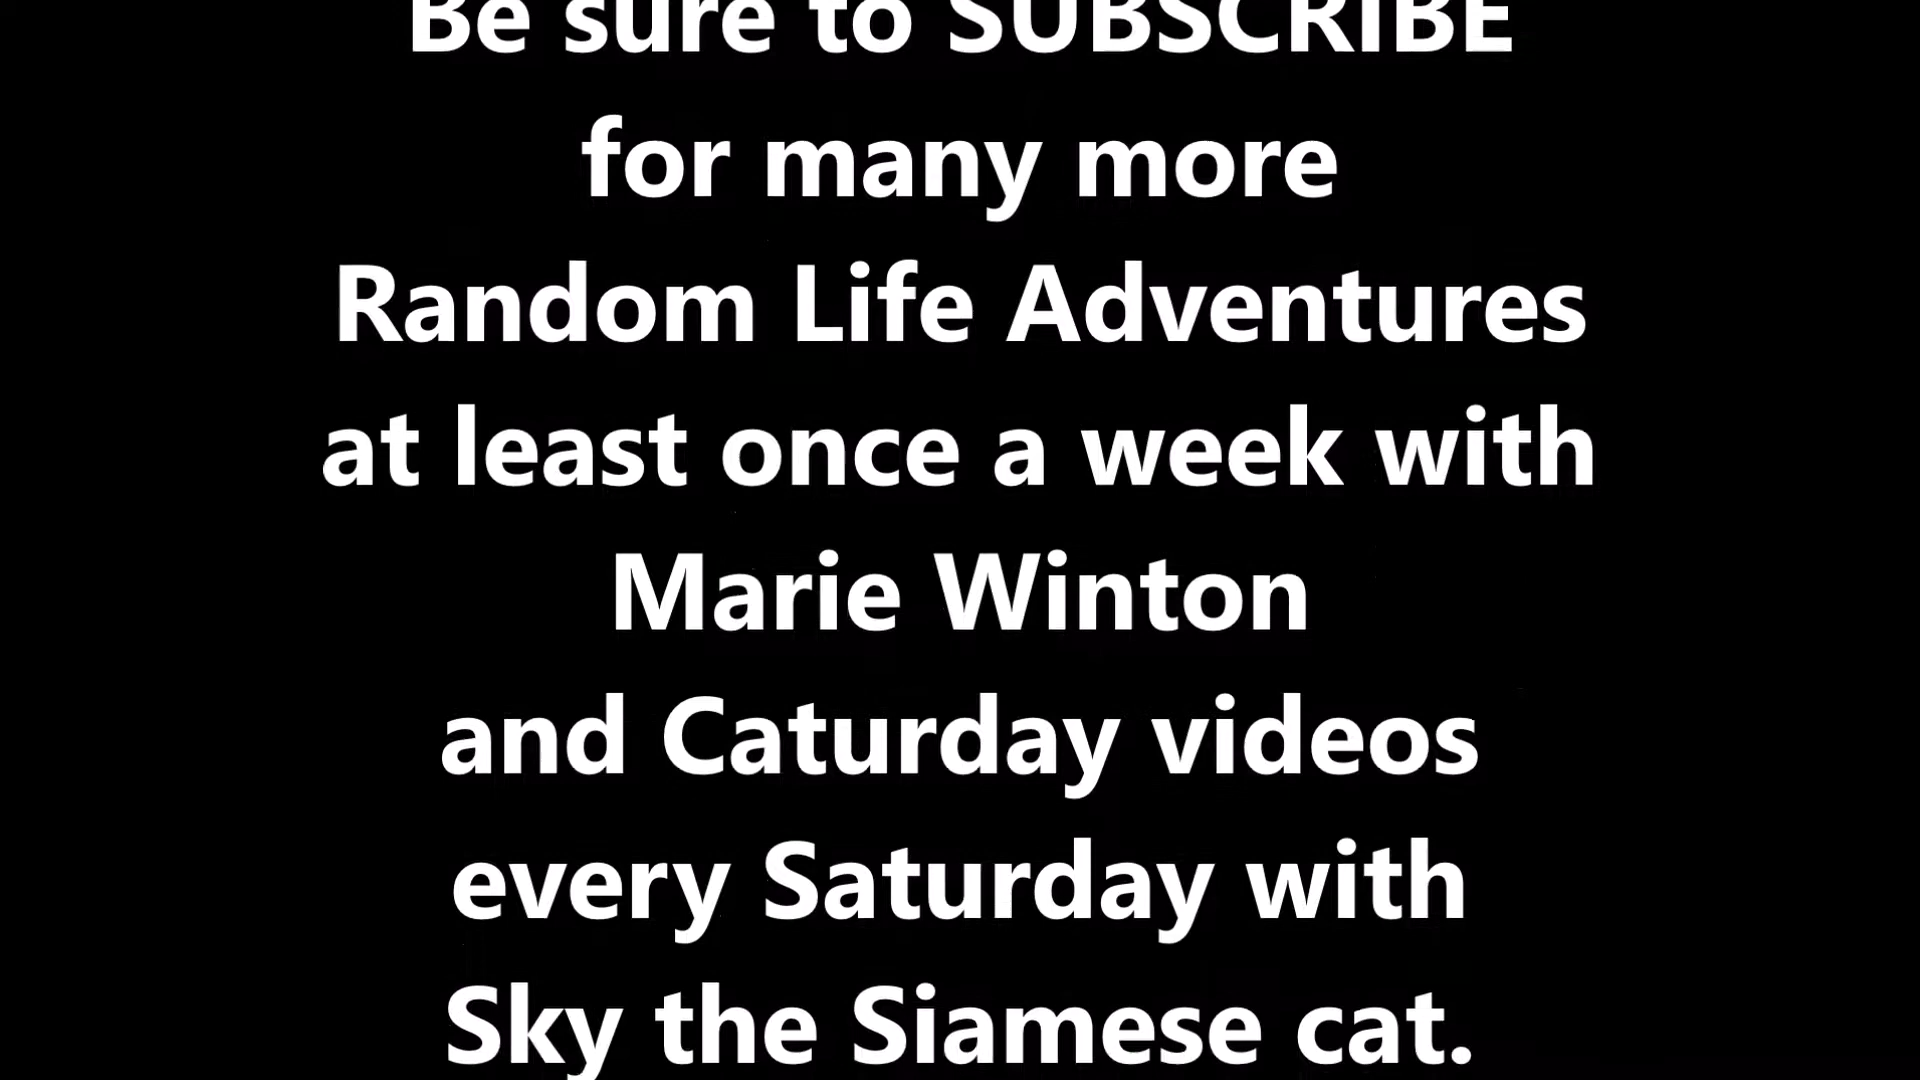 Be sure to SUBSCRIBE
for many more
Random Life Adventures
at least once a week with
Marie Winton
and Caturday videos
every Saturday with
Sky the Siamese cat.